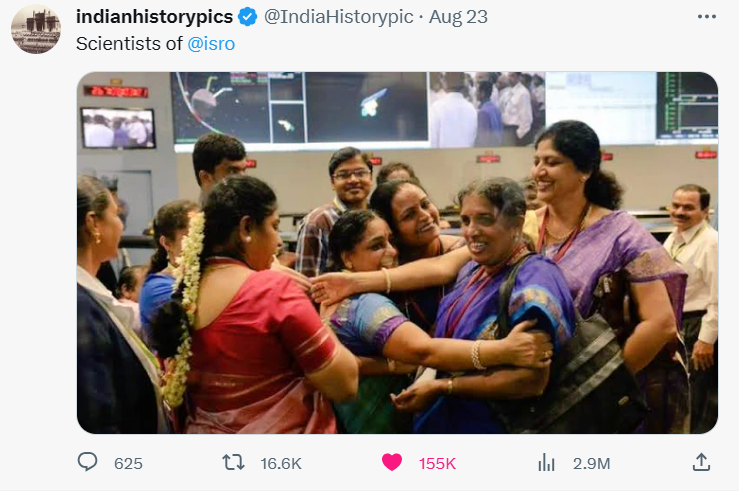 indianhistorypics @IndiaHistorypic · Aug 23
Scientists of @isro
625 16.6K 155K 2.9M